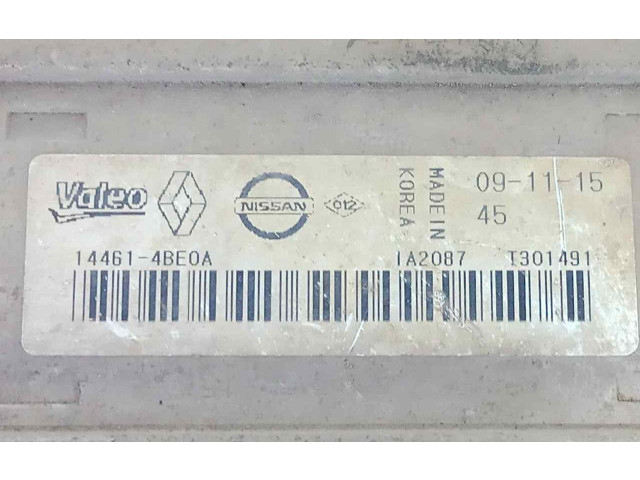 Valeo
NISSAN
012
MADE IN
KOREA
09-11-15
45
14461-4BE0A
IA2087
T301491